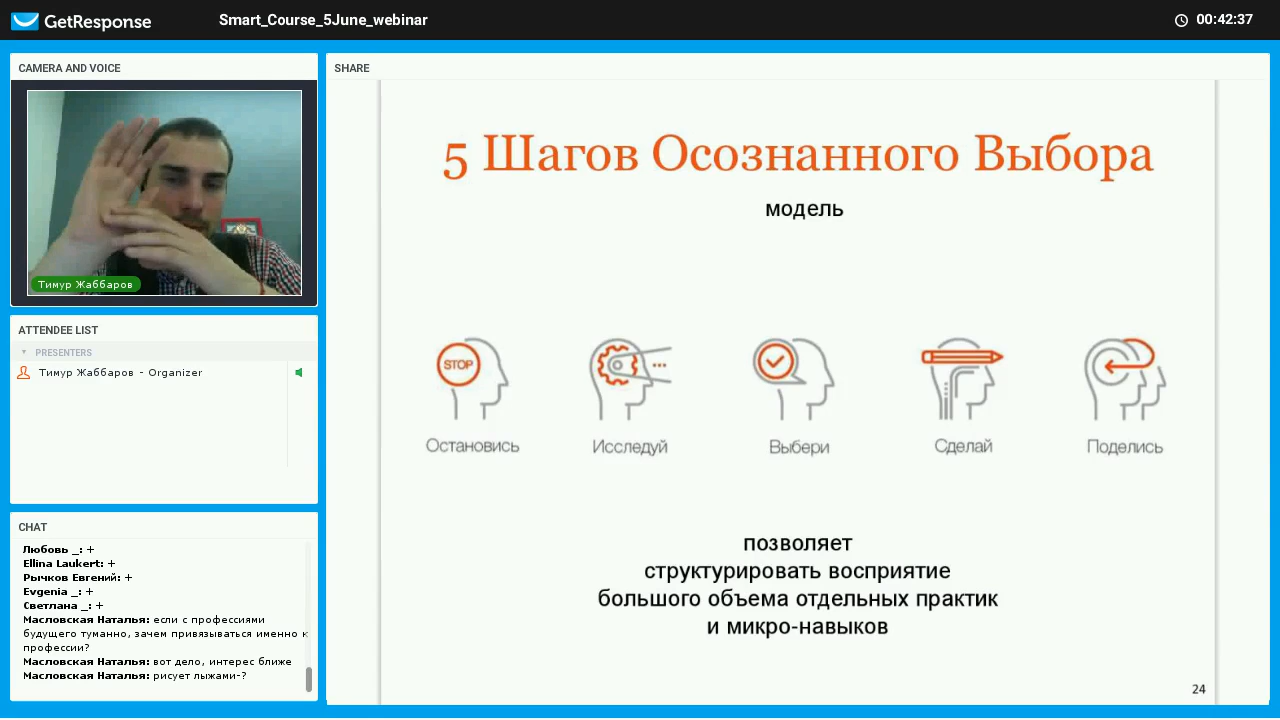 GetResponse
Smart_Course_5June_webinar
00:42:37
CAMERA AND VOICE
Тимур Жаббаров
ATTENDEE LIST
PRESENTERS
Тимур Жаббаров - Organizer
CHAT
Любовь _: +
Ellina Laukert: +
Рычков Евгений: +
Evgenia _: +
Светлана _: +
Масловская Наталья: если с профессиями
будущего туманно, зачем привязываться именно к
профессии?
Масловская Наталья: вот дело, интерес ближе
Масловская Наталья: рисует лыжами-?
SHARE
5 Шагов Осознанного Выбора
модель
STOP
Остановись
Исследуй
Выбери
Сделай
Поделись
позволяет
структурировать восприятие
большого объема отдельных практик
и микро-навыков
24